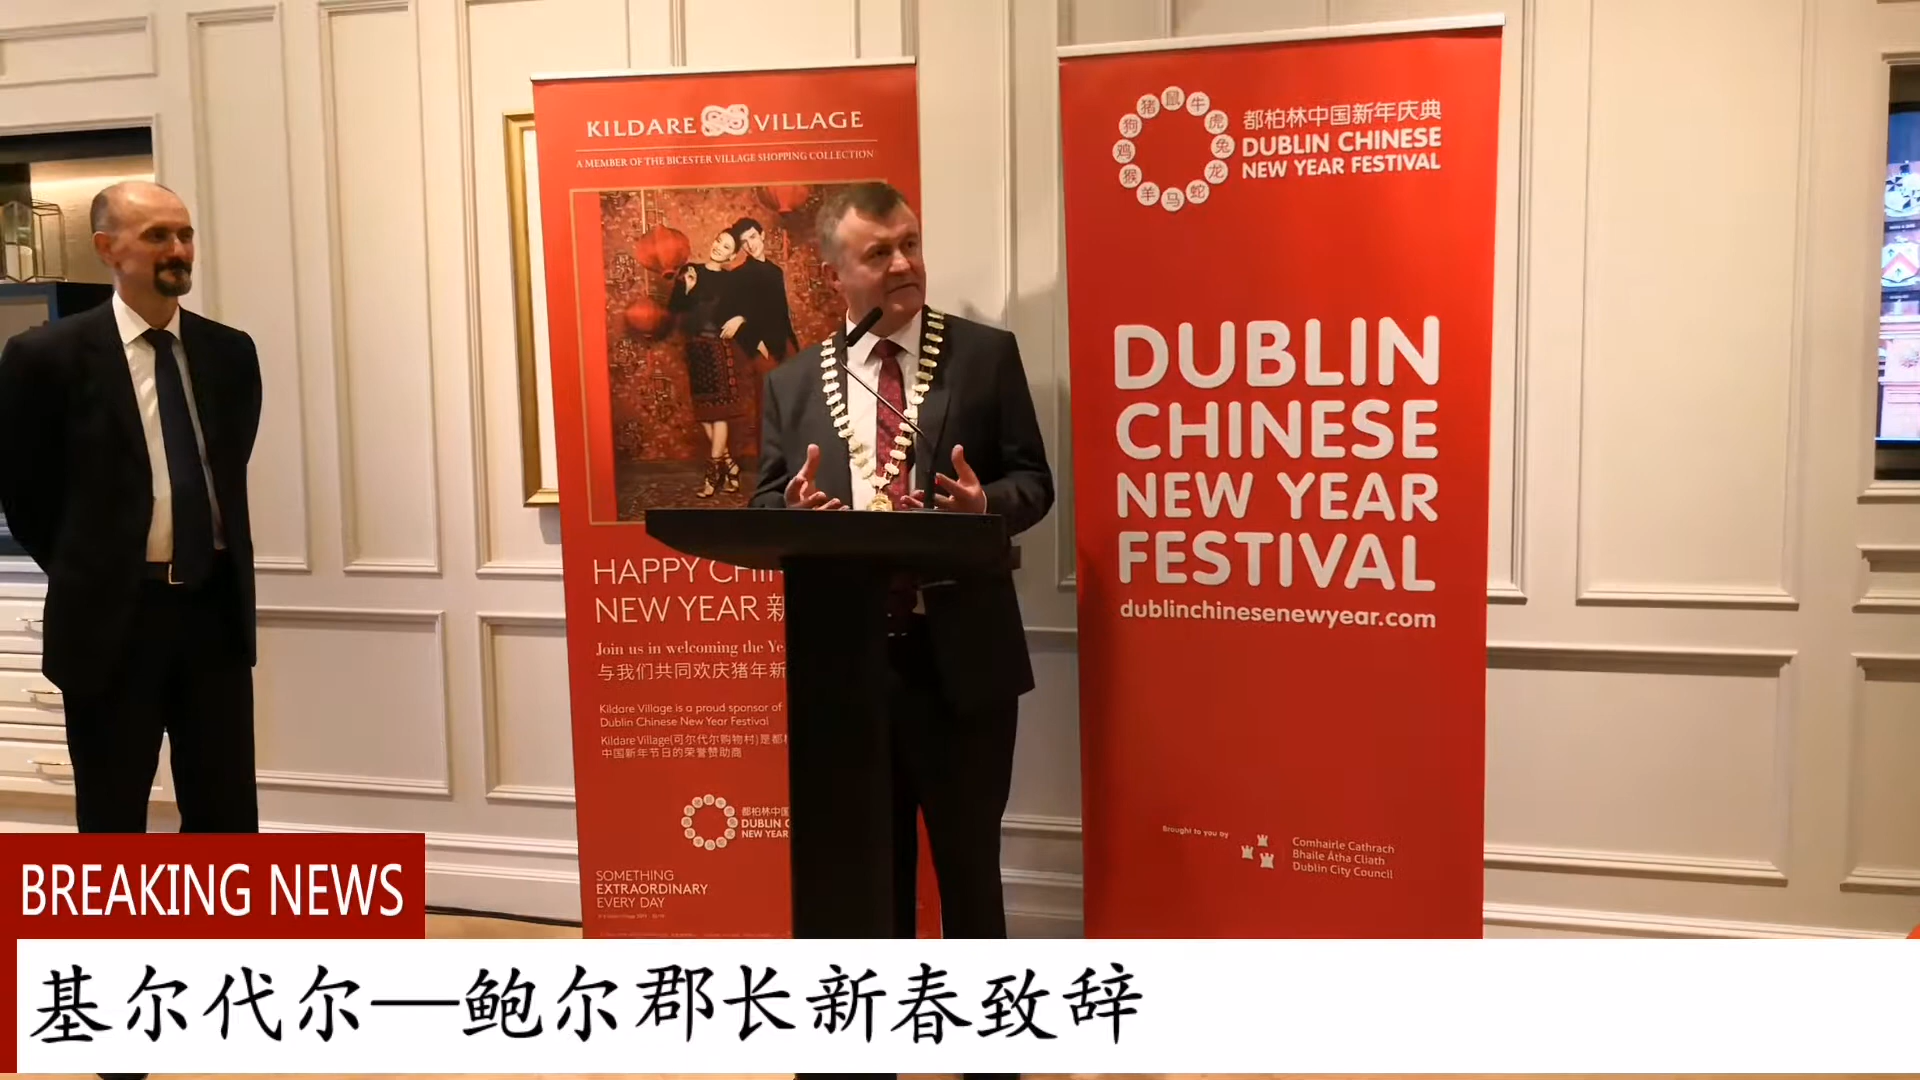 KILDARE VILLAGE
A MEMBER OF THE BICESTER VILLAGE SHOPPING COLLECTION
HAPPY CHIN
NEW YEAR 新
Join us in welcoming the Ye
与我们共同欢庆猪年新
Kildare Village is a proud sponsor of
Dublin Chinese New Year Festival
Kildare Village(可尔代尔购物村)是都
中国新年节日的荣誉赞助商
都柏林中国
DUBLIN C
NEW YEAR
SOMETHING
EXTRAORDINARY
EVERY DAY
鼠 牛 虎 兔 龙 蛇 马 羊 猴 鸡 狗 猪
都柏林中国新年庆典
DUBLIN CHINESE
NEW YEAR FESTIVAL
DUBLIN
CHINESE
NEW YEAR
FESTIVAL
dublinchinesenewyear.com
Brought to you by
Comhairle Cathrach
Bhaile Átha Cliath
Dublin City Council
BREAKING NEWS
基尔代尔—鲍尔郡长新春致辞